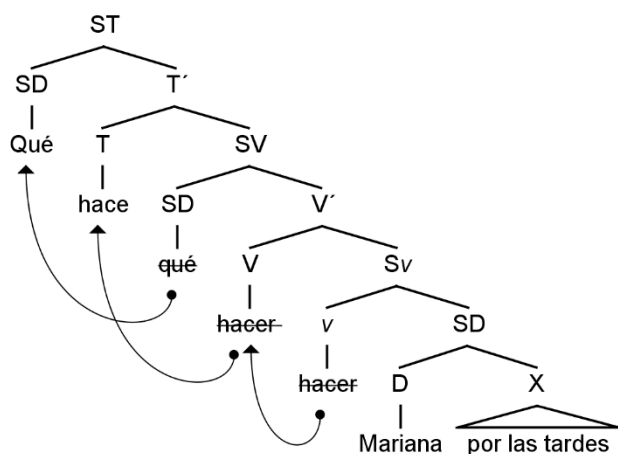 ST
SD T´
Qué T SV
hace SD V´
qué V Sv
hacer v SD
hacer D X
Mariana por las tardes